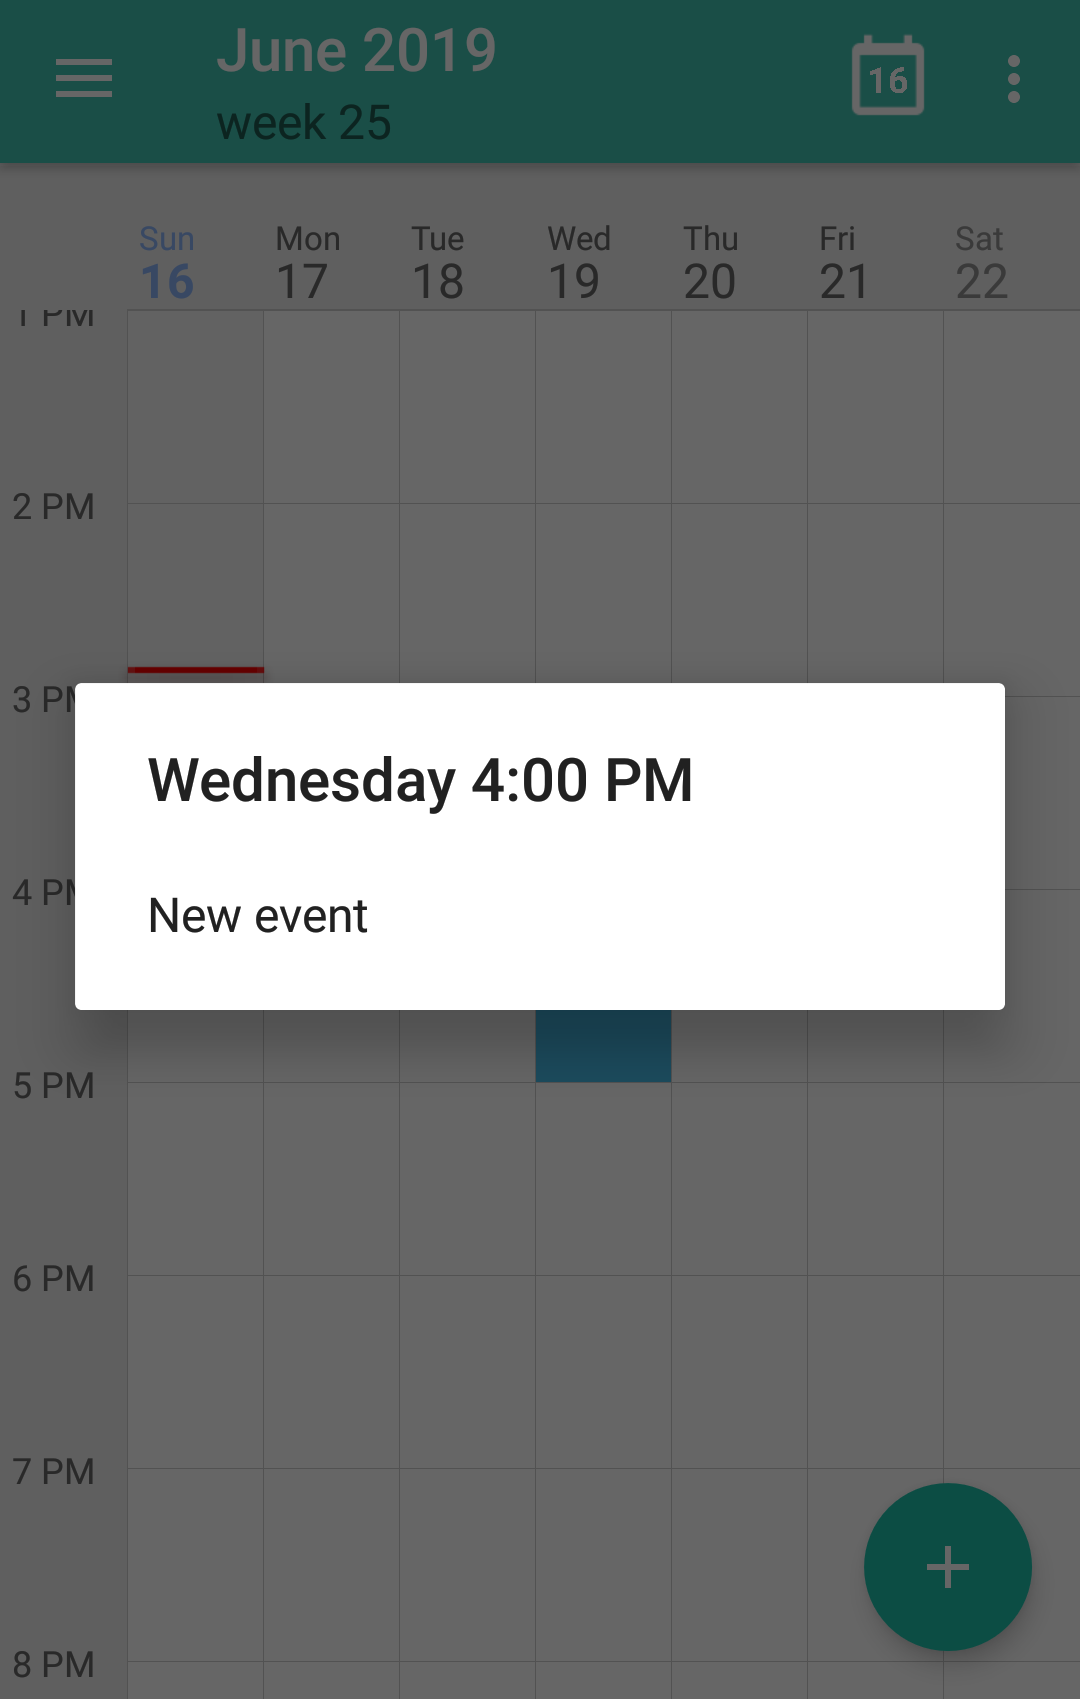 June 2019
week 25
16
Sun Mon Tue Wed Thu Fri Sat
16 17 18 19 20 21 22
1 PM
2 PM
3 PM
Wednesday 4:00 PM
4 PM
New event
5 PM
6 PM
7 PM
8 PM